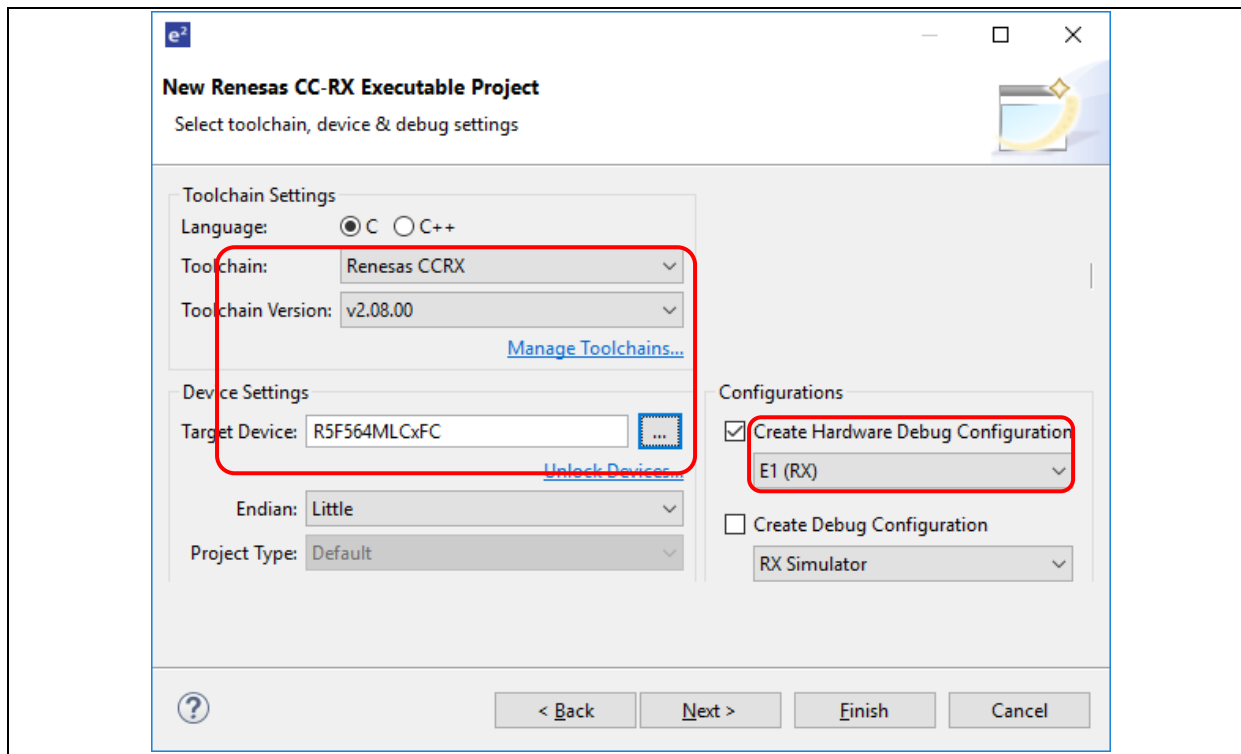 e²
New Renesas CC-RX Executable Project
Select toolchain, device & debug settings
Toolchain Settings
Language: C C++
Toolchain: Renesas CCRX
Toolchain Version: v2.08.00
Manage Toolchains...
Device Settings
Target Device: R5F564MLCxFC ...
Unlock Devices...
Endian: Little
Project Type: Default
Configurations
Create Hardware Debug Configuration
E1 (RX)
Create Debug Configuration
RX Simulator
?
< Back Next > Finish Cancel